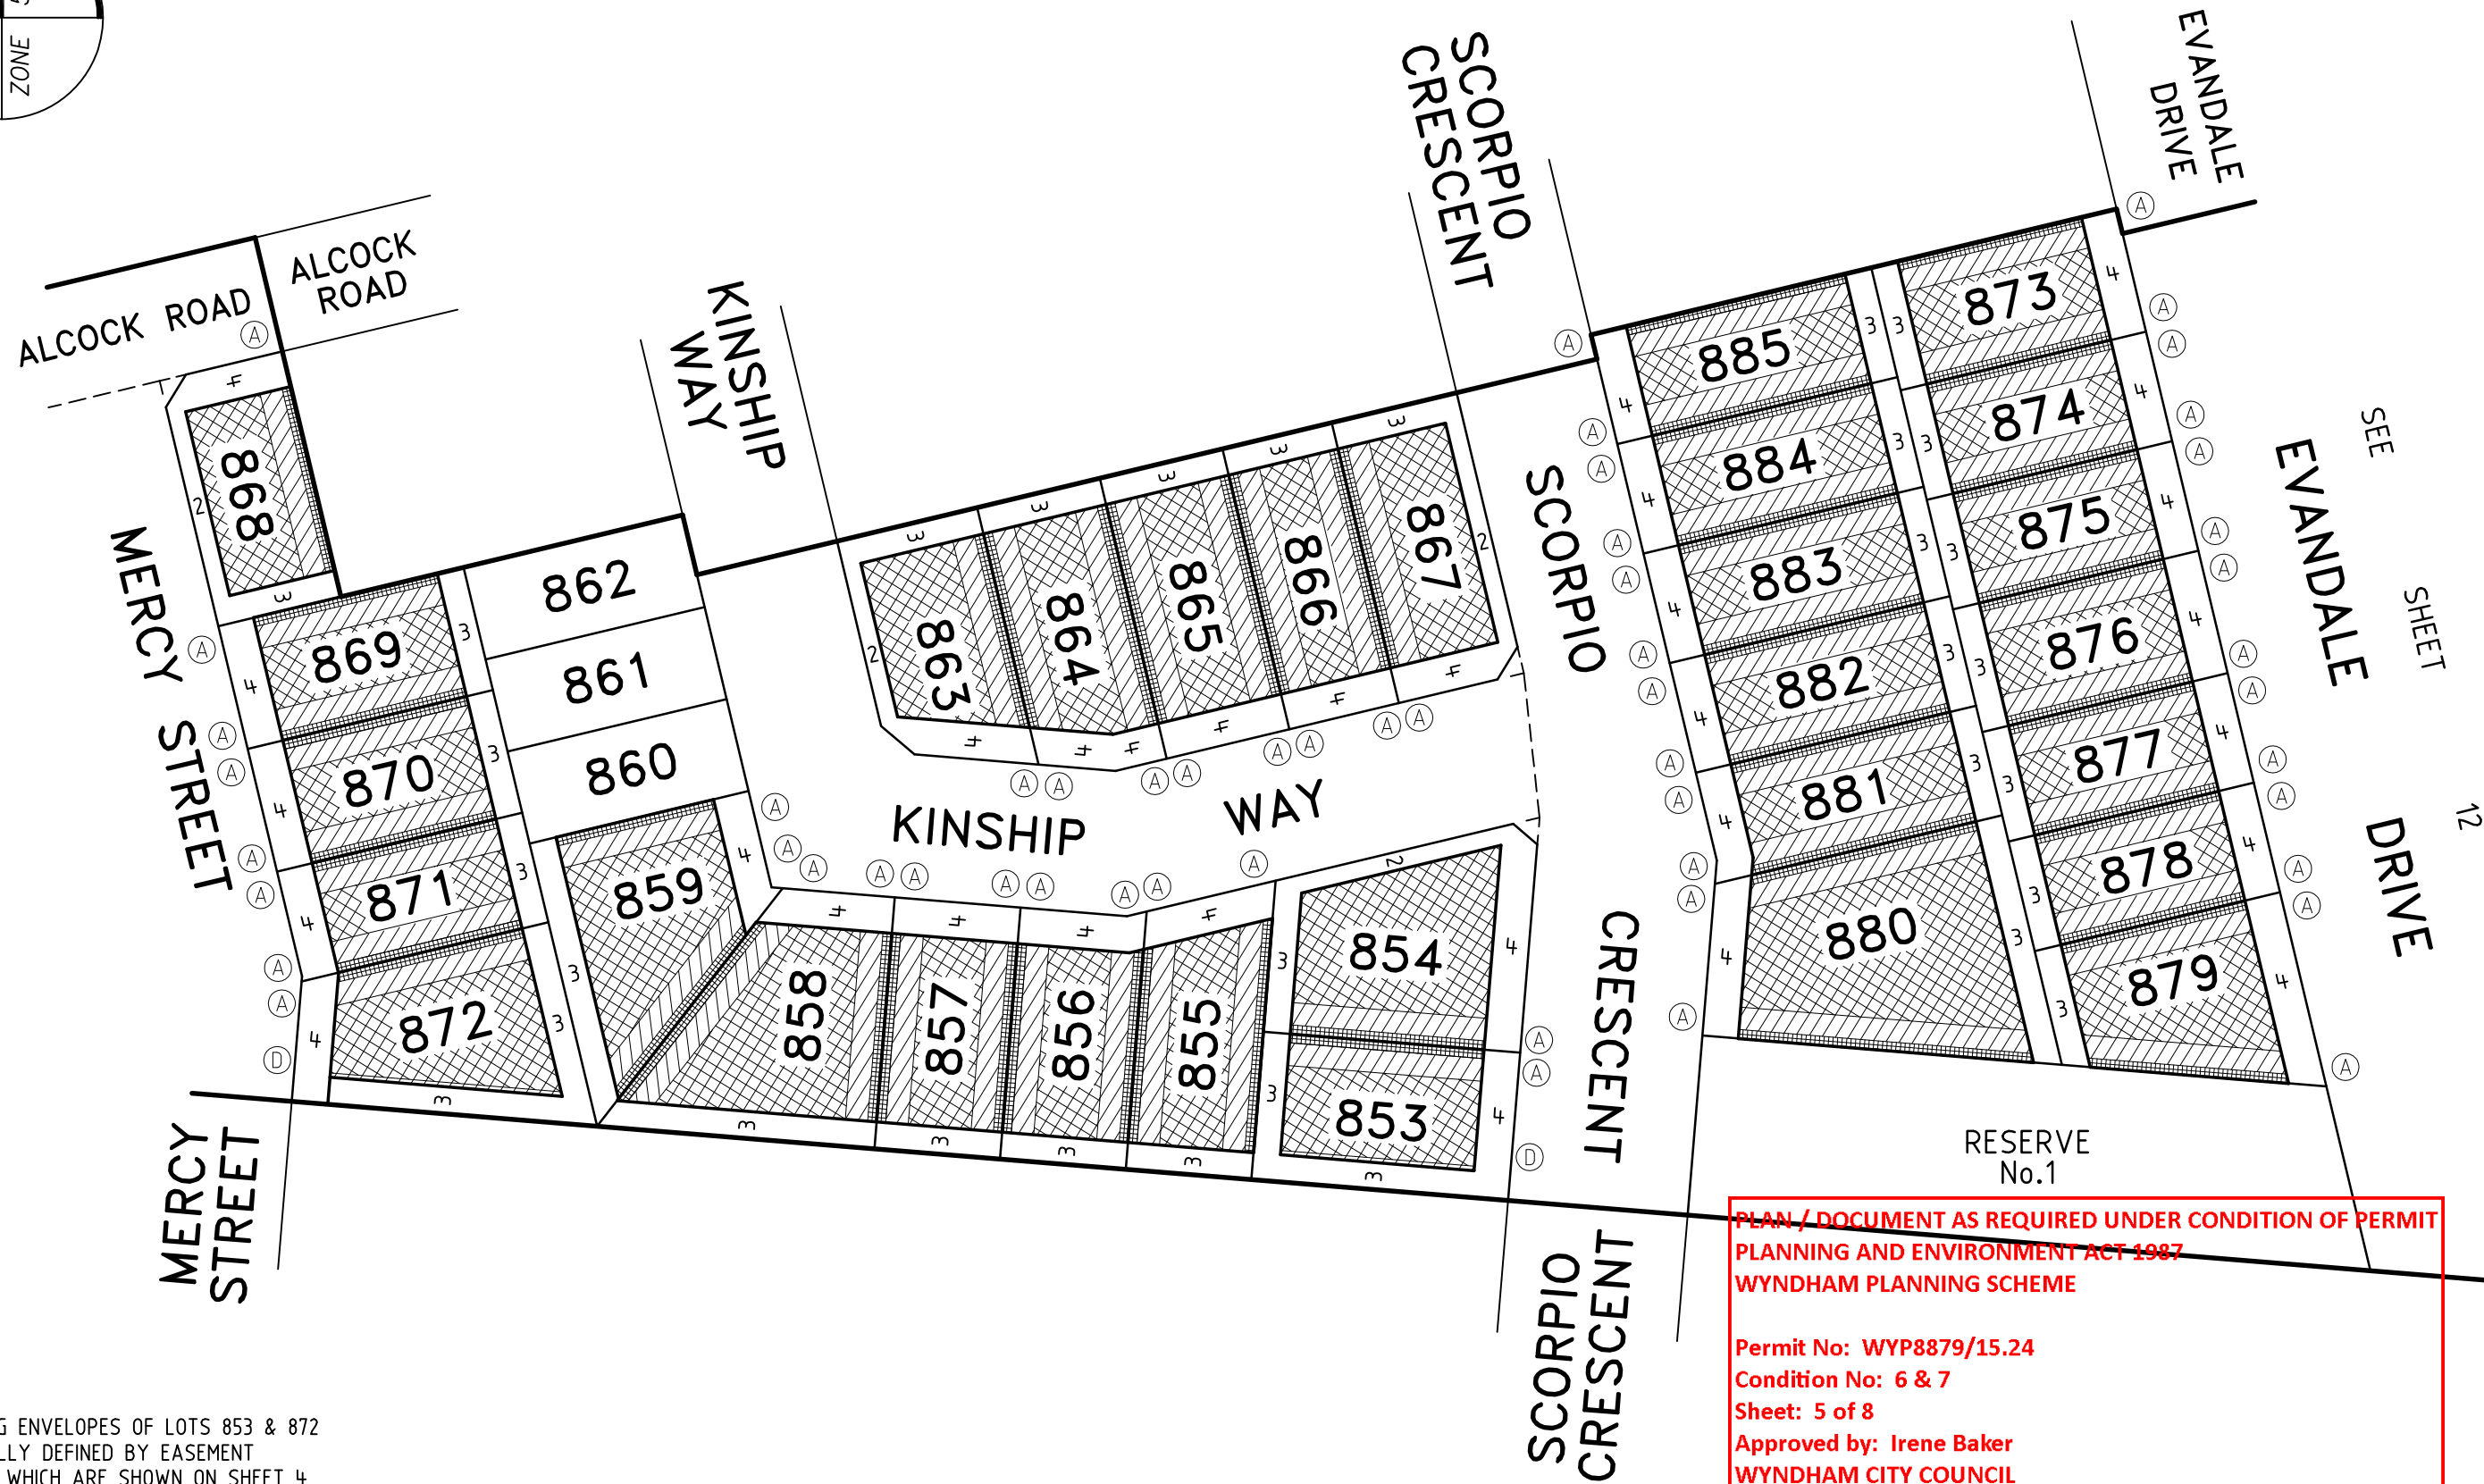 ZONE
EVANDALE
DRIVE
SCORPIO
CRESCENT
ALCOCK ROAD
ALCOCK
ROAD
KINSHIP
WAY
A
A
A
873
885
874
884
875
883
876
882
877
881
878
880
879
SEE
SHEET
12
EVANDALE
DRIVE
868
867
866
865
864
863
862
861
860
869
870
871
872
859
858
857
856
855
854
853
MERCY
STREET
KINSHIP
WAY
SCORPIO
CRESCENT
D
D
RESERVE
No.1
MERCY
STREET
SCORPIO
CRESCENT
PLAN / DOCUMENT AS REQUIRED UNDER CONDITION OF PERMIT
PLANNING AND ENVIRONMENT ACT 1987
WYNDHAM PLANNING SCHEME
Permit No: WYP8879/15.24
Condition No: 6 & 7
Sheet: 5 of 8
Approved by: Irene Baker
WYNDHAM CITY COUNCIL
ENVELOPES OF LOTS 853 & 872
DEFINED BY EASEMENT
WHICH ARE SHOWN ON SHEET 4